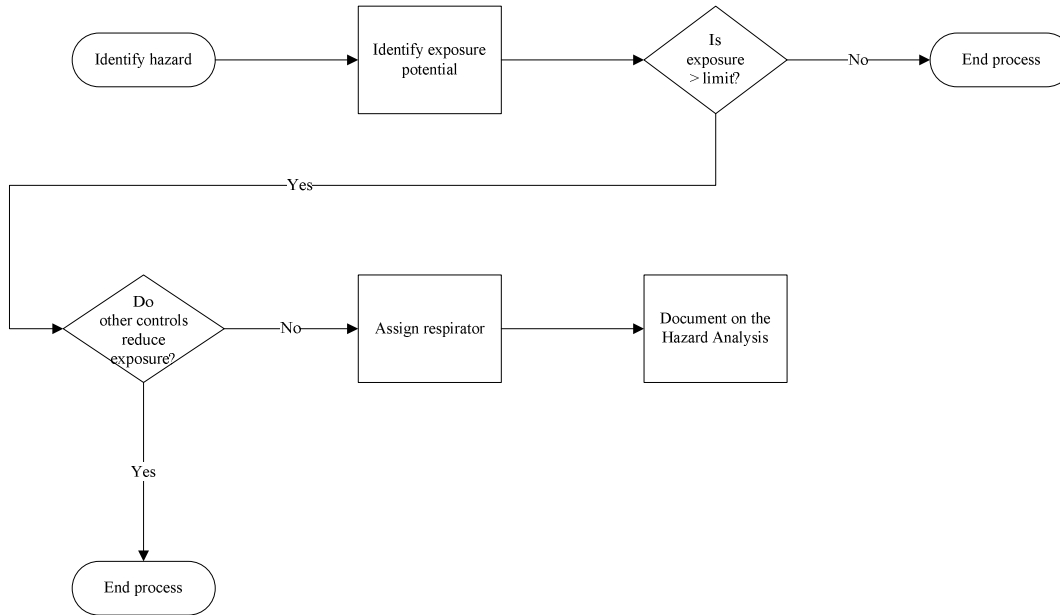 Identify hazard
Identify exposure
potential
Is
exposure
> limit?
No
End process
Yes
Do
other controls
reduce
exposure?
No
Assign respirator
Document on the
Hazard Analysis
Yes
End process